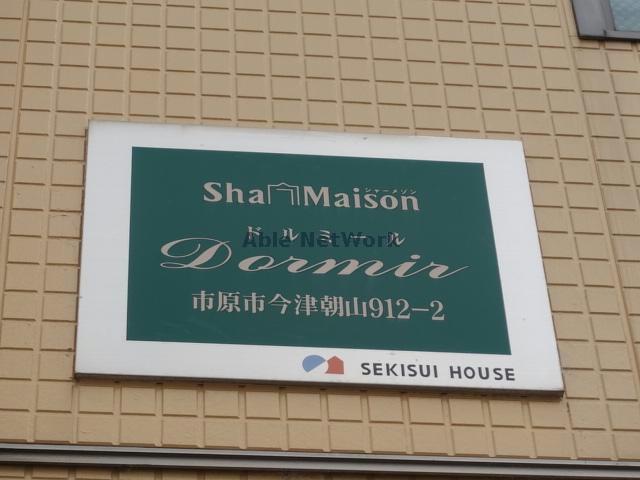 Sha Maison
シャーメゾン
ドルミール
Able NetWork
Dormir
市原市今津朝山912-2
SEKISUI HOUSE